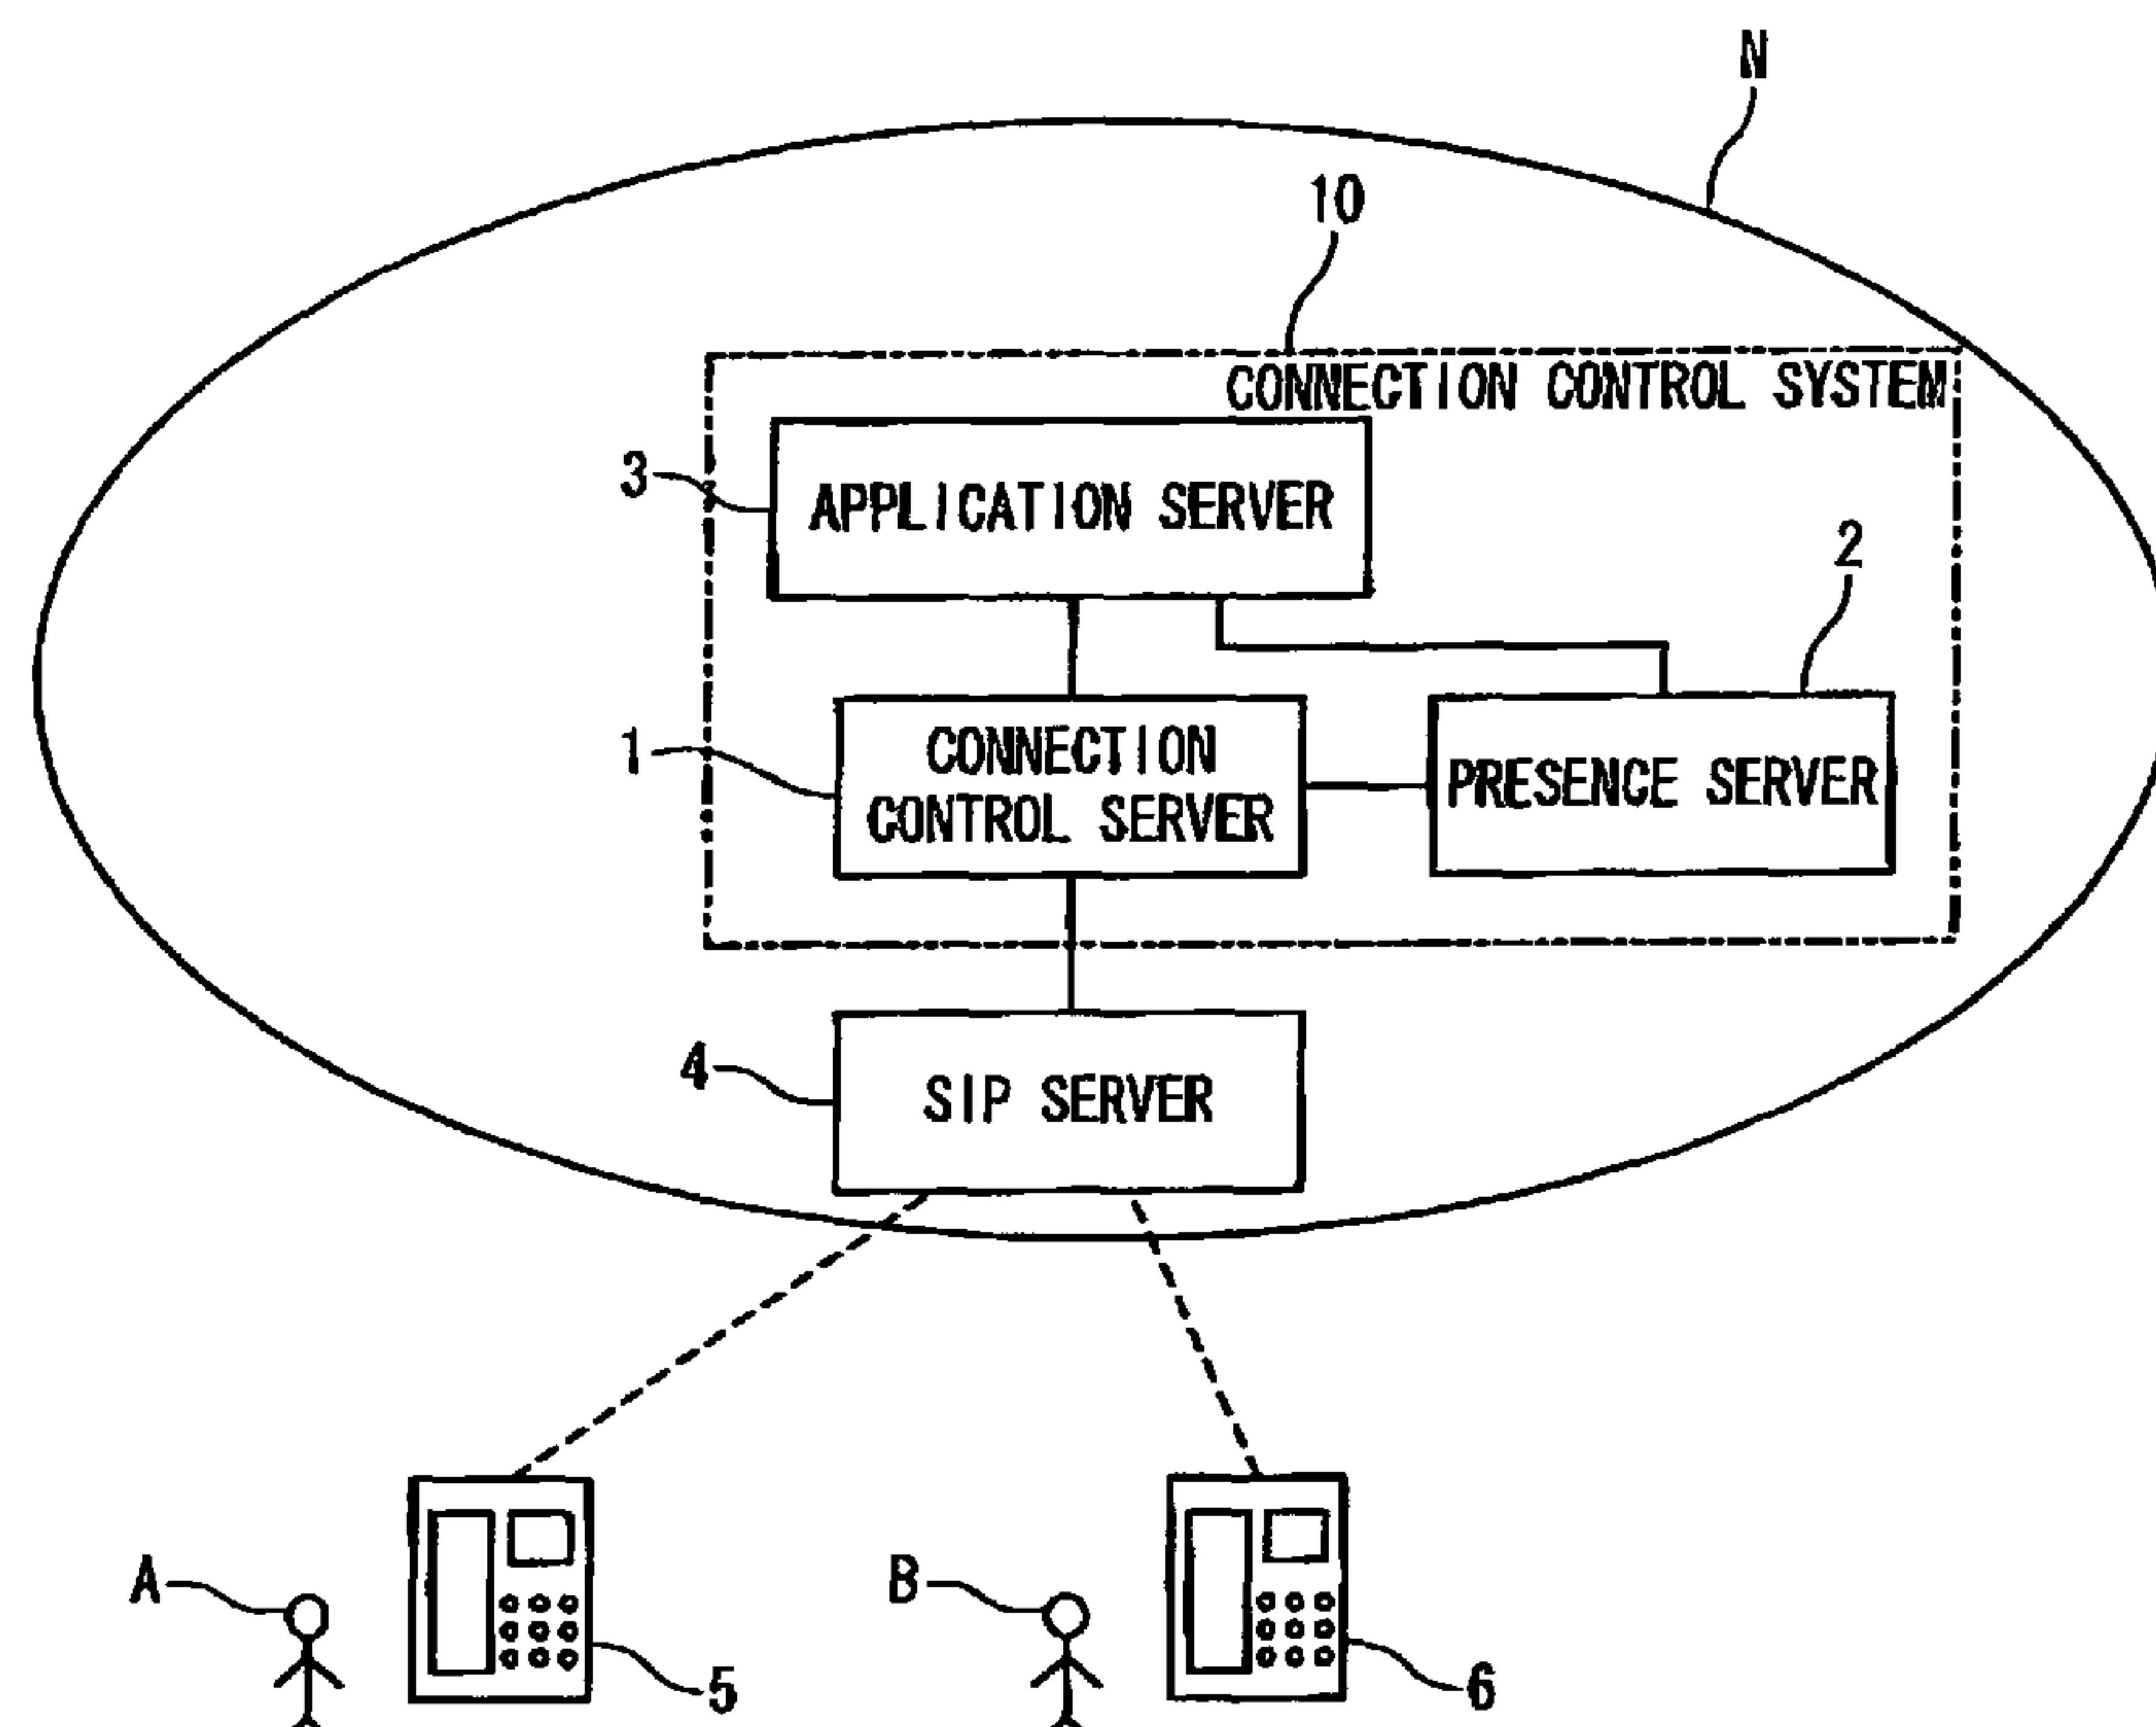 N
10
CONNECTION CONTROL SYSTEM
3
APPLICATION SERVER
2
1
CONNECTION
CONTROL SERVER
PRESENCE SERVER
4
SIP SERVER
A
B
5
6